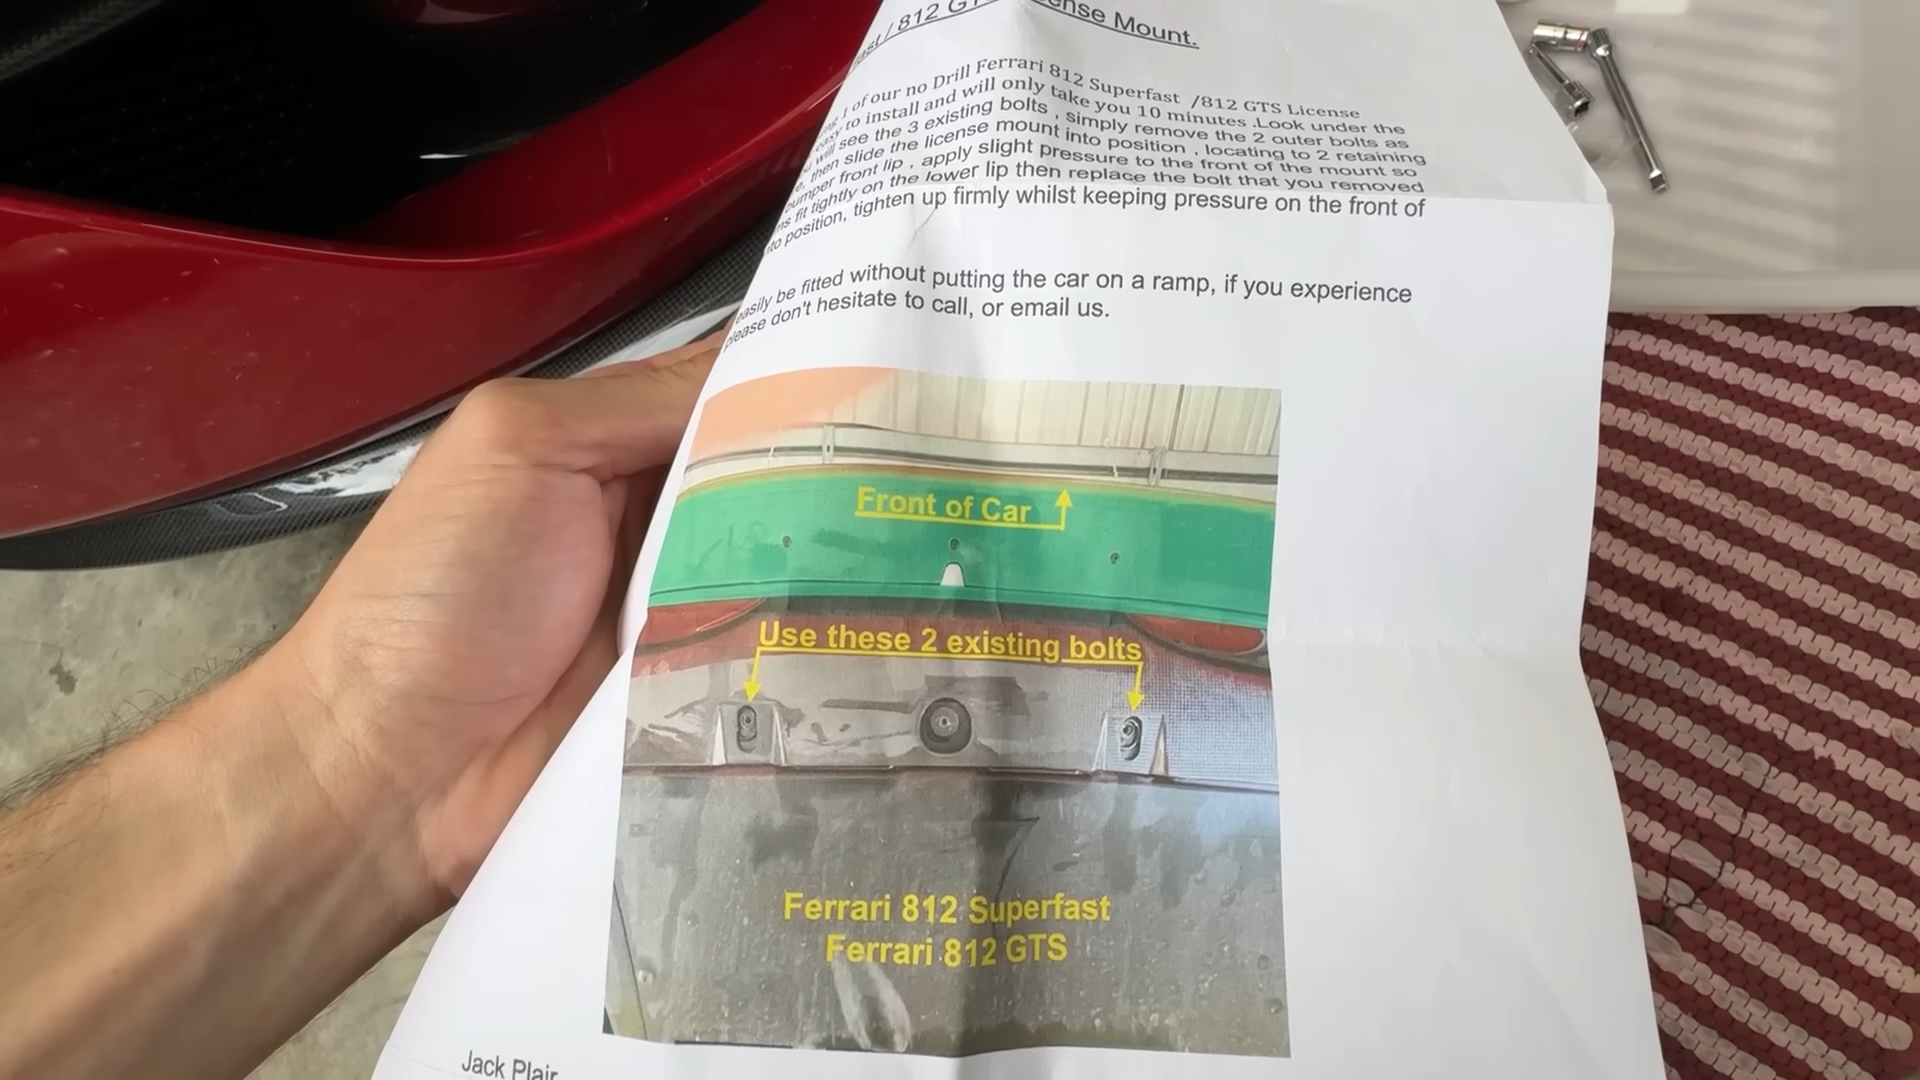 / 812 Mount.
of our no Drill Ferrari 812 Superfast /812 GTS License
easy to install and will only take you 10 minutes .Look under the
will see the 3 existing bolts , simply remove the 2 outer bolts as
then slide the license mount into position , locating to 2 retaining
bumper front lip , apply slight pressure to the front of the mount so
fit tightly on the lower lip then replace the bolt that you removed
to position, tighten up firmly whilst keeping pressure on the front of
easily be fitted without putting the car on a ramp, if you experience
please don't hesitate to call, or email us.
Front of Car
Use these 2 existing bolts
Ferrari 812 Superfast
Ferrari 812 GTS
Jack Plair